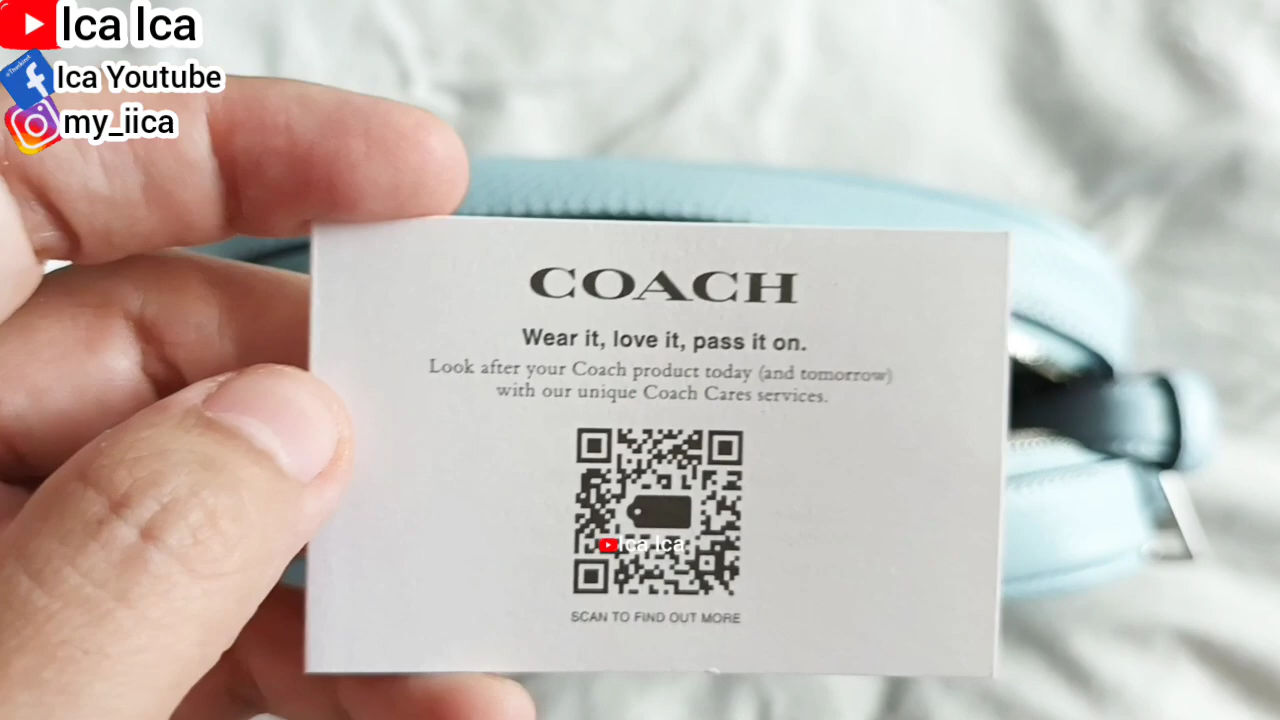 Ica Ica
Ica Youtube
my_iica
COACH
Wear it, love it, pass it on.
Look after your Coach product today (and tomorrow)
with our unique Coach Cares services.
Ica Ica
SCAN TO FIND OUT MORE